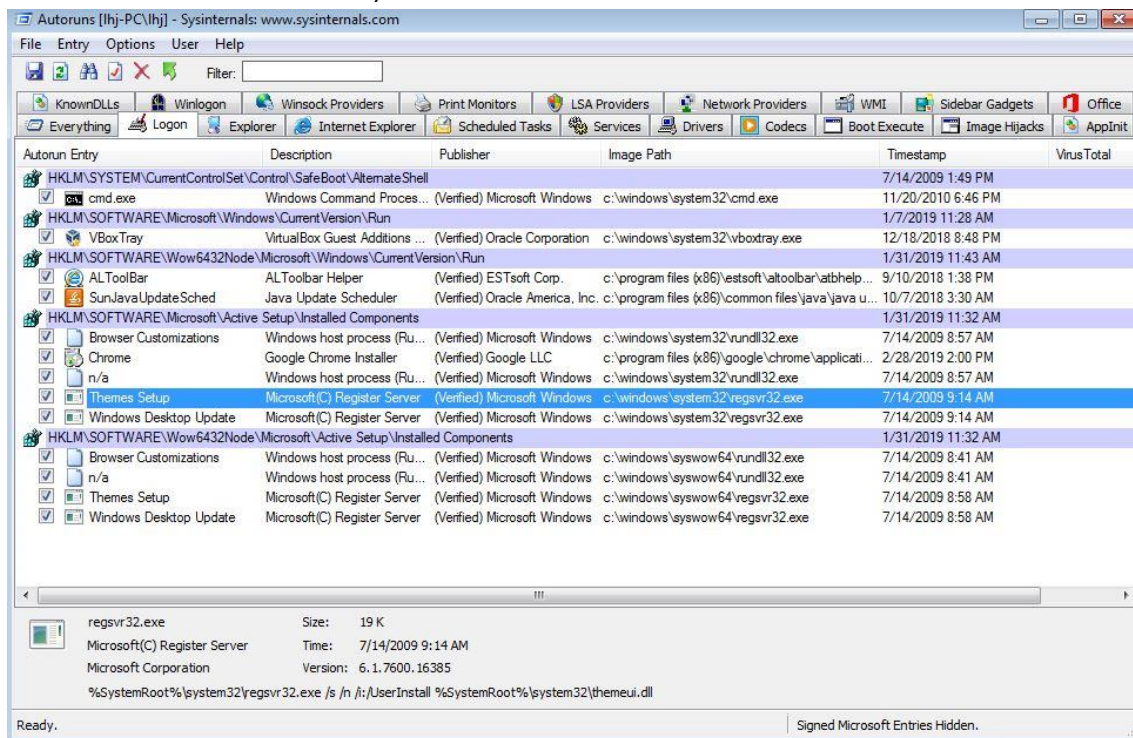 Autoruns [lhj-PC\lhj] - Sysinternals: www.sysinternals.com
File Entry Options User Help
Filter:
KnownDLLs Winlogon Winsock Providers Print Monitors LSA Providers Network Providers WMI Sidebar Gadgets Office
Everything Logon Explorer Internet Explorer Scheduled Tasks Services Drivers Codecs Boot Execute Image Hijacks AppInit
Autorun Entry Description Publisher Image Path Timestamp VirusTotal
HKLM\SYSTEM\CurrentControlSet\Control\SafeBoot\AlternateShell 7/14/2009 1:49 PM
cmd.exe Windows Command Proces... (Verified) Microsoft Windows c:\windows\system32\cmd.exe 11/20/2010 6:46 PM
HKLM\SOFTWARE\Microsoft\Windows\CurrentVersion\Run 1/7/2019 11:28 AM
VBoxTray VirtualBox Guest Additions ... (Verified) Oracle Corporation c:\windows\system32\vboxtray.exe 12/18/2018 8:48 PM
HKLM\SOFTWARE\Wow6432Node\Microsoft\Windows\CurrentVersion\Run 1/31/2019 11:43 AM
ALToolBar ALToolbar Helper (Verified) ESTsoft Corp. c:\program files (x86)\estsoft\altoolbar\atbhelp... 9/10/2018 1:38 PM
SunJavaUpdateSched Java Update Scheduler (Verified) Oracle America, Inc. c:\program files (x86)\common files\java\java u... 10/7/2018 3:30 AM
HKLM\SOFTWARE\Microsoft\Active Setup\Installed Components 1/31/2019 11:32 AM
Browser Customizations Windows host process (Ru... (Verified) Microsoft Windows c:\windows\system32\rundll32.exe 7/14/2009 8:57 AM
Chrome Google Chrome Installer (Verified) Google LLC c:\program files (x86)\google\chrome\applicati... 2/28/2019 2:00 PM
n/a Windows host process (Ru... (Verified) Microsoft Windows c:\windows\system32\rundll32.exe 7/14/2009 8:57 AM
Themes Setup Microsoft(C) Register Server (Verified) Microsoft Windows c:\windows\system32\regsvr32.exe 7/14/2009 9:14 AM
Windows Desktop Update Microsoft(C) Register Server (Verified) Microsoft Windows c:\windows\system32\regsvr32.exe 7/14/2009 9:14 AM
HKLM\SOFTWARE\Wow6432Node\Microsoft\Active Setup\Installed Components 1/31/2019 11:32 AM
Browser Customizations Windows host process (Ru... (Verified) Microsoft Windows c:\windows\syswow64\rundll32.exe 7/14/2009 8:41 AM
n/a Windows host process (Ru... (Verified) Microsoft Windows c:\windows\syswow64\rundll32.exe 7/14/2009 8:41 AM
Themes Setup Microsoft(C) Register Server (Verified) Microsoft Windows c:\windows\syswow64\regsvr32.exe 7/14/2009 8:58 AM
Windows Desktop Update Microsoft(C) Register Server (Verified) Microsoft Windows c:\windows\syswow64\regsvr32.exe 7/14/2009 8:58 AM
regsvr32.exe Size: 19 K
Microsoft(C) Register Server Time: 7/14/2009 9:14 AM
Microsoft Corporation Version: 6.1.7600.16385
%SystemRoot%\system32\regsvr32.exe /s /n /i:/UserInstall %SystemRoot%\system32\themeui.dll
Ready. Signed Microsoft Entries Hidden.